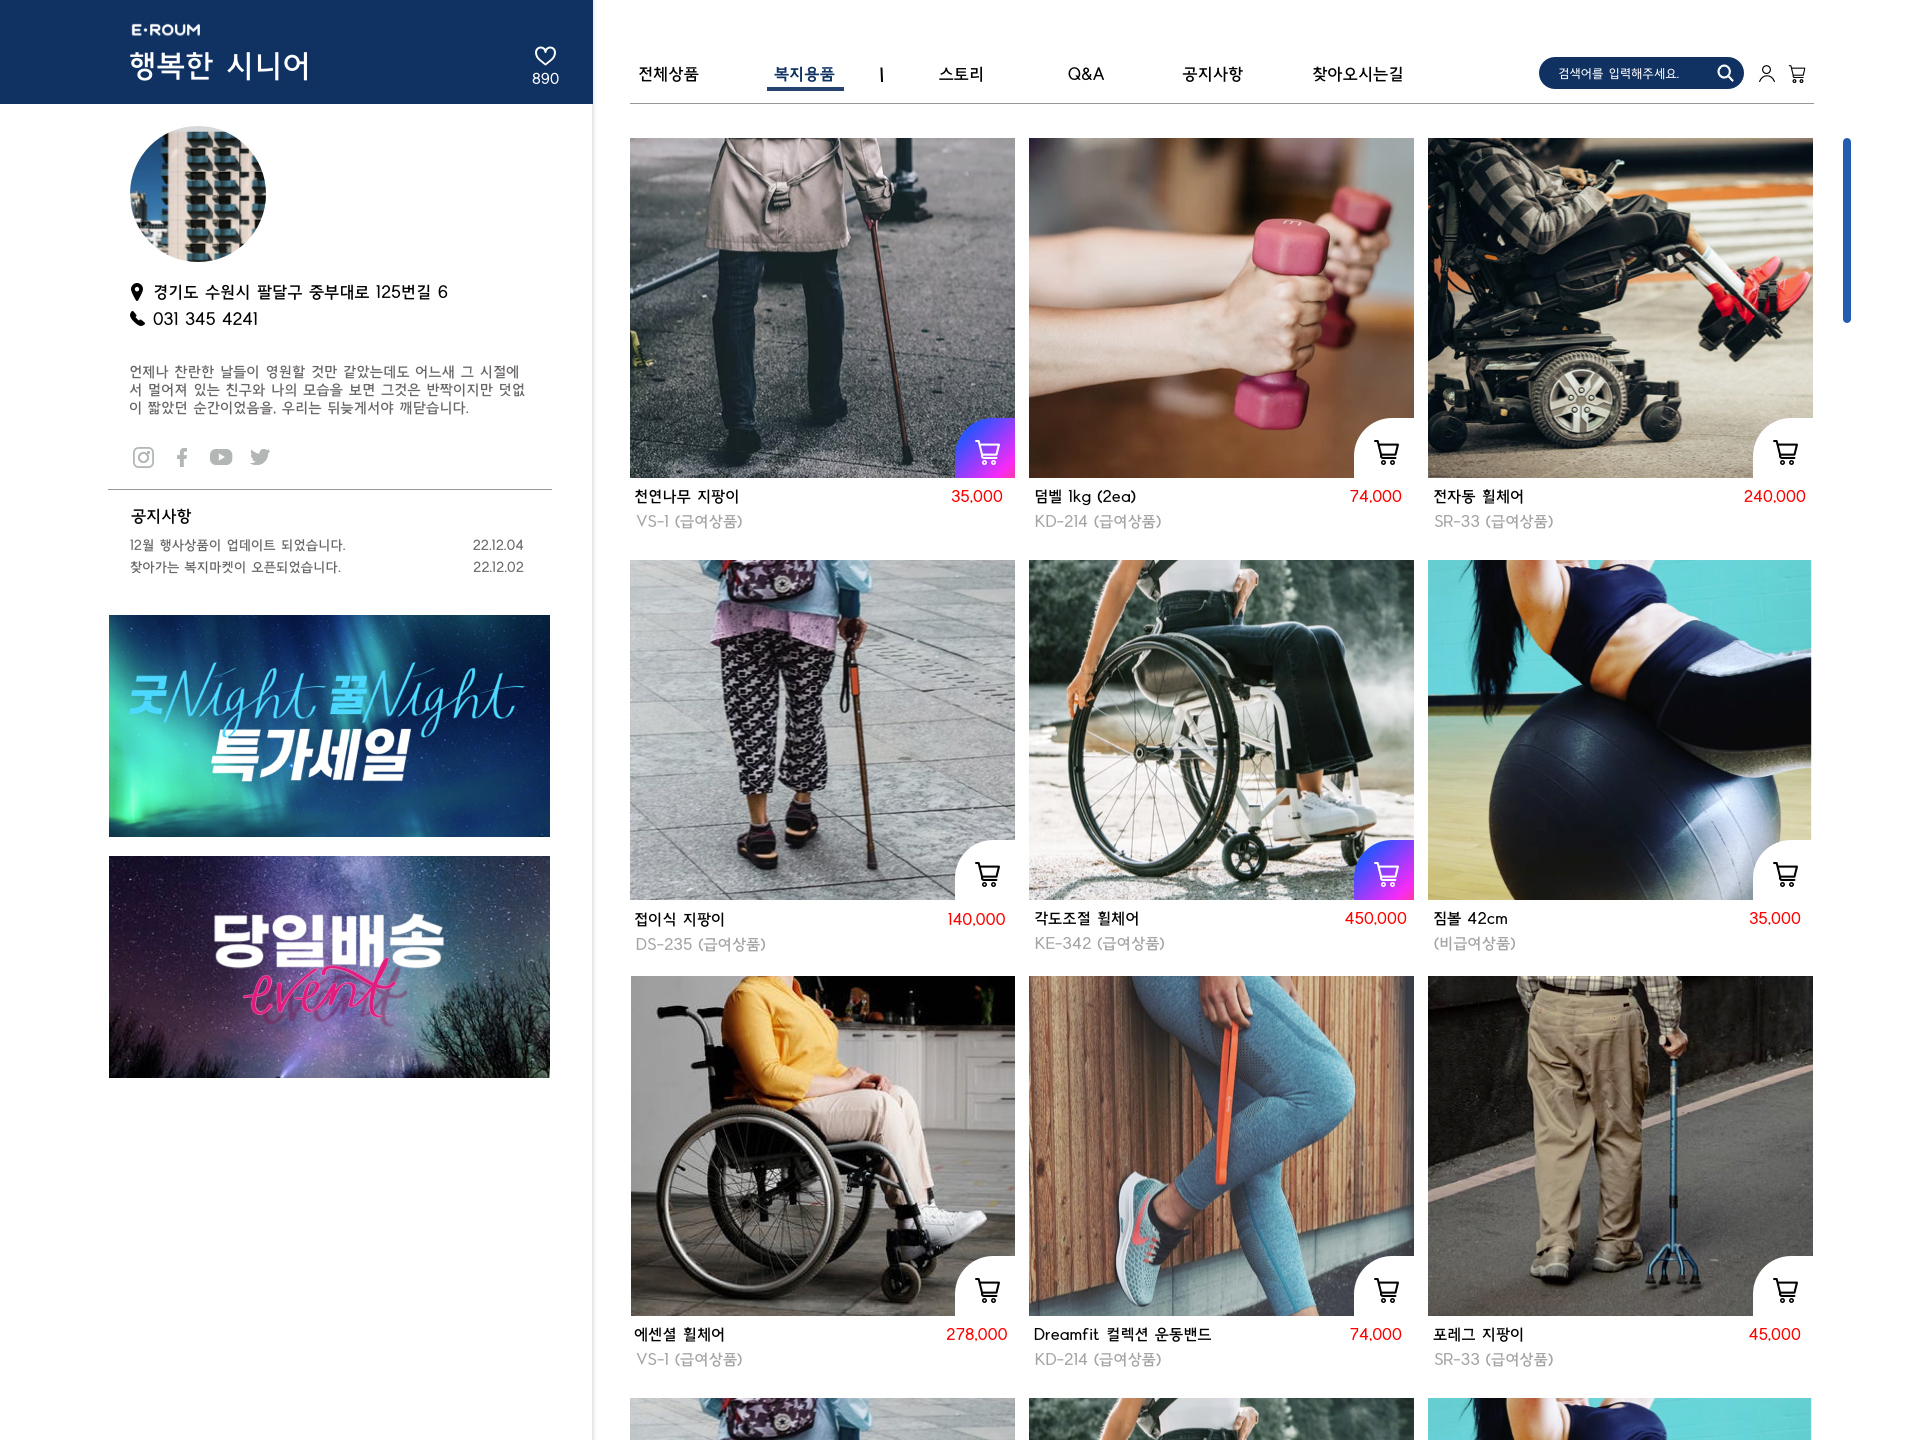 E·ROUM
행복한 시니어
890
전체상품 복지용품 | 스토리 Q&A 공지사항 찾아오시는길
검색어를 입력해주세요.
경기도 수원시 팔달구 중부대로 125번길 6
031 345 4241
언제나 찬란한 날들이 영원할 것만 같았는데도 어느새 그 시절에
서 멀어져 있는 친구와 나의 모습을 보면 그것은 반짝이지만 덧없
이 짧았던 순간이었음을, 우리는 뒤늦게서야 깨닫습니다.
공지사항
12월 행사상품이 업데이트 되었습니다. 22.12.04
찾아가는 복지마켓이 오픈되었습니다. 22.12.02
굿Night 꿀Night
특가세일
당일배송
event
천연나무 지팡이 35,000
VS-1 (급여상품)
덤벨 1kg (2ea) 74,000
KD-214 (급여상품)
전자동 휠체어 240,000
SR-33 (급여상품)
접이식 지팡이 140,000
DS-235 (급여상품)
각도조절 휠체어 450,000
KE-342 (급여상품)
짐볼 42cm 35,000
(비급여상품)
에센셜 휠체어 278,000
VS-1 (급여상품)
Dreamfit 컬렉션 운동밴드 74,000
KD-214 (급여상품)
포레그 지팡이 45,000
SR-33 (급여상품)